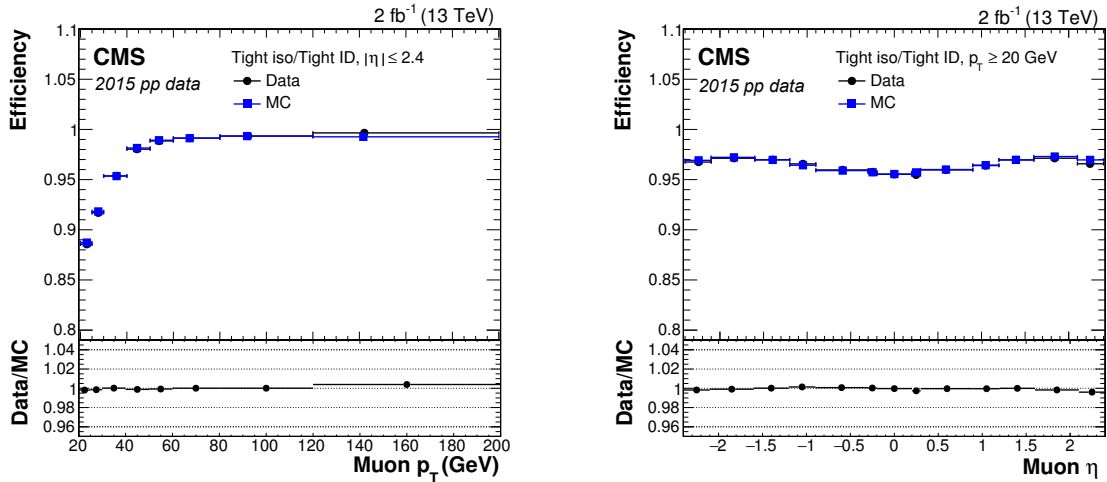 2 fb-1 (13 TeV)
CMS
2015 pp data
Tight iso/Tight ID, |η| ≤ 2.4
Data
MC
Efficiency
1.1
1.05
1
0.95
0.9
0.85
0.8
Data/MC
1.04
1.02
1
0.98
0.96
20 40 60 80 100 120 140 160 180 200
Muon pT (GeV)
2 fb-1 (13 TeV)
CMS
2015 pp data
Tight iso/Tight ID, pT ≥ 20 GeV
Data
MC
Efficiency
1.1
1.05
1
0.95
0.9
0.85
0.8
Data/MC
1.04
1.02
1
0.98
0.96
−2 −1.5 −1 −0.5 0 0.5 1 1.5 2
Muon η